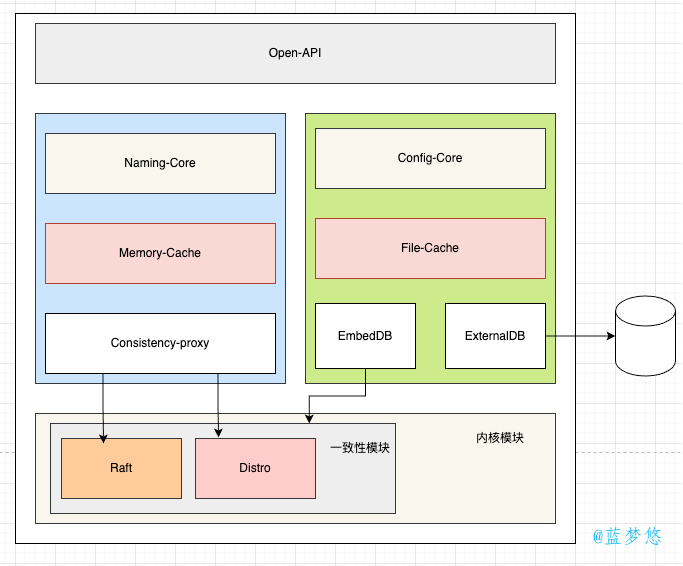 Open-API
Naming-Core
Config-Core
Memory-Cache
File-Cache
Consistency-proxy
EmbedDB
ExternalDB
一致性模块
内核模块
Raft
Distro
@蓝梦悠